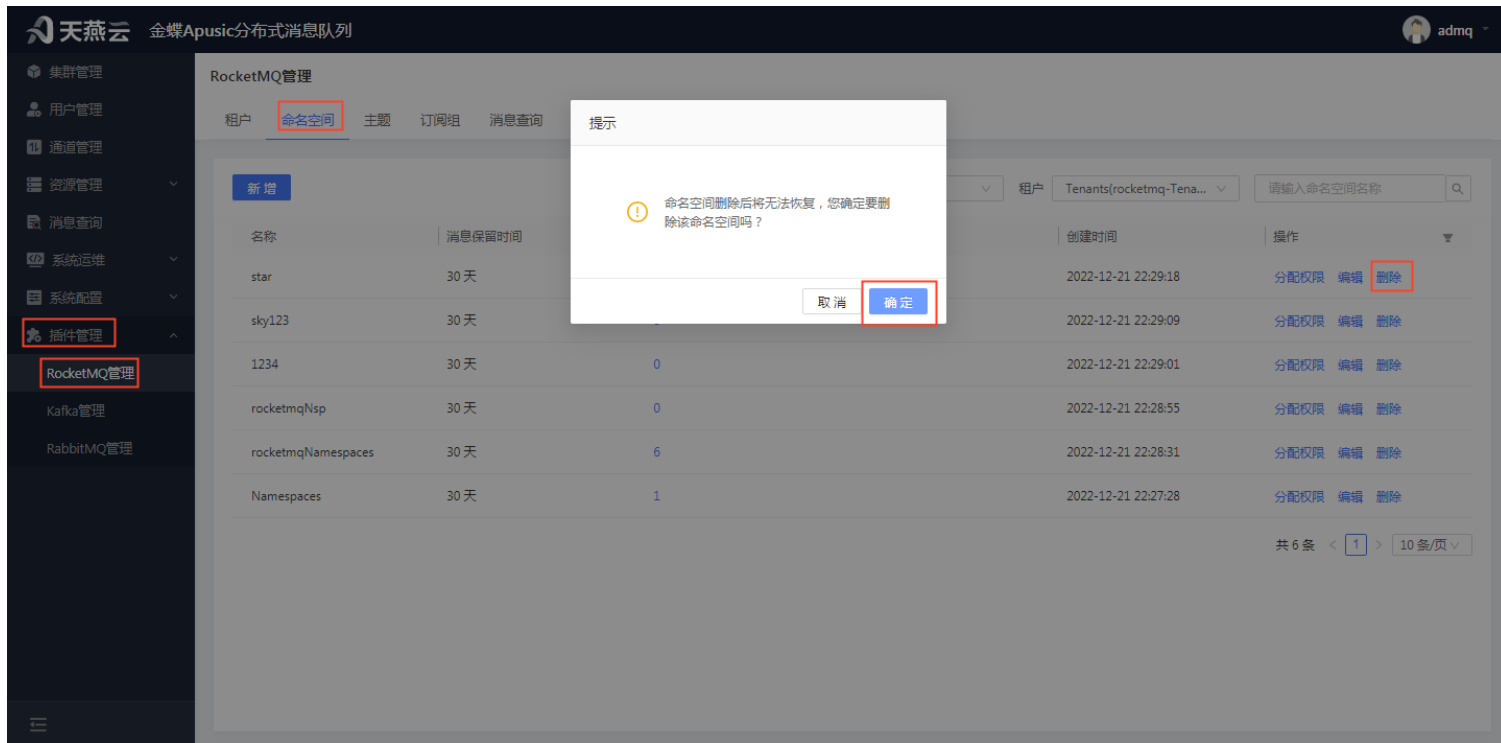 天燕云 金蝶Apusic分布式消息队列
admq
集群管理
用户管理
通道管理
资源管理
消息查询
系统运维
系统配置
插件管理
RocketMQ管理
Kafka管理
RabbitMQ管理
RocketMQ管理
租户 命名空间 主题 订阅组 消息查询
新增
租户 Tenants(rocketmq-Tena... 请输入命名空间名称
名称 消息保留时间 创建时间 操作
star 30 天 2022-12-21 22:29:18 分配权限 编辑 删除
sky123 30 天 2022-12-21 22:29:09 分配权限 编辑 删除
1234 30 天 0 2022-12-21 22:29:01 分配权限 编辑 删除
rocketmqNsp 30 天 0 2022-12-21 22:28:55 分配权限 编辑 删除
rocketmqNamespaces 30 天 6 2022-12-21 22:28:31 分配权限 编辑 删除
Namespaces 30 天 1 2022-12-21 22:27:28 分配权限 编辑 删除
共 6 条 < 1 > 10 条/页
提示
命名空间删除后将无法恢复，您确定要删
除该命名空间吗？
取消 确定